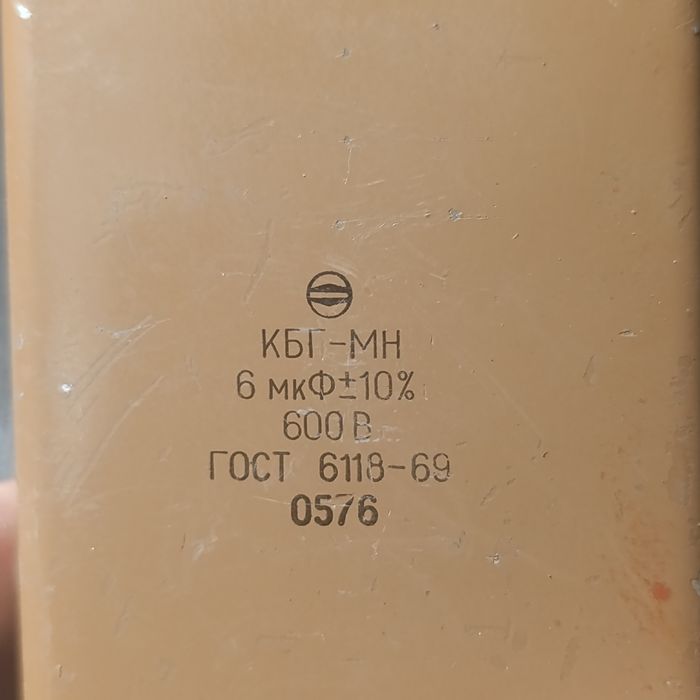 КБГ-МН
6 мкФ±10%
600 В
ГОСТ 6118-69
0576